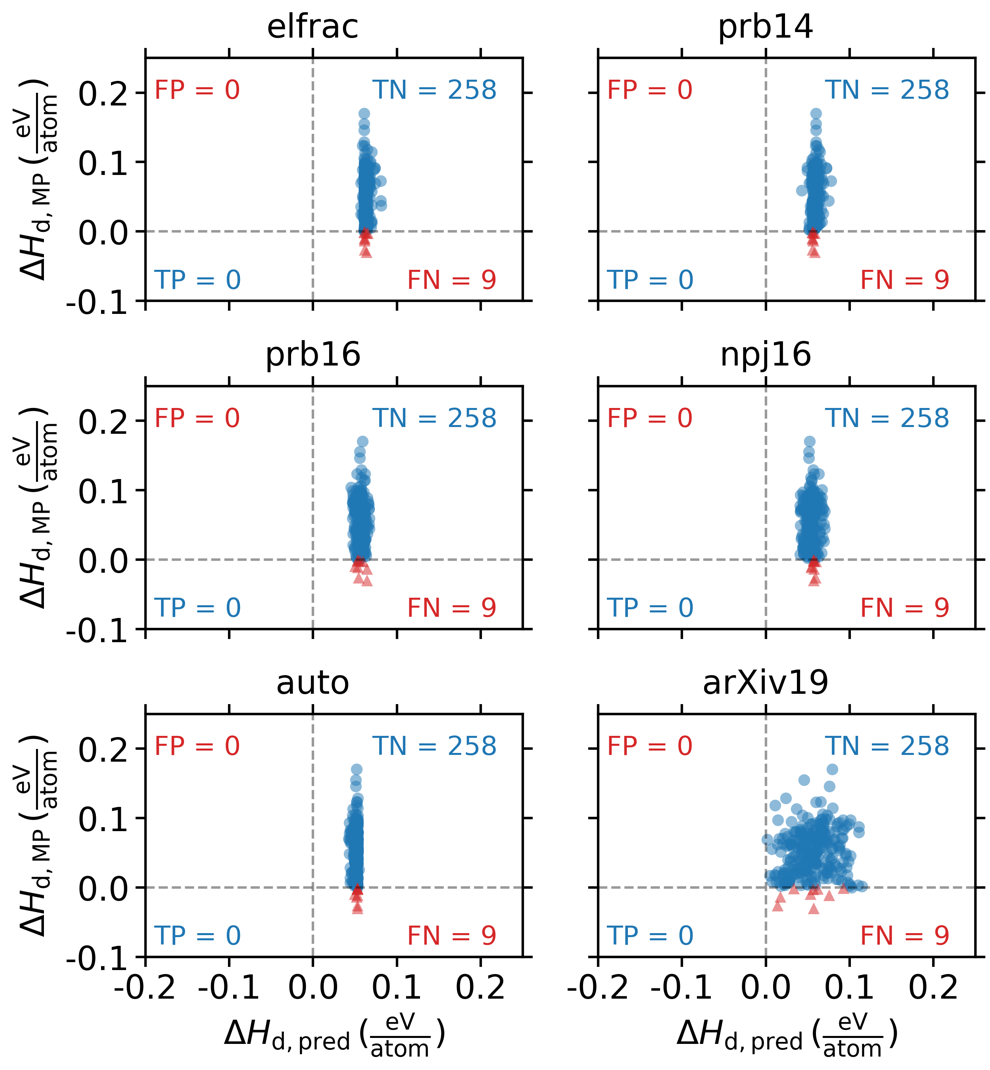 elfrac prb14
FP = 0 TN = 258 FP = 0 TN = 258
TP = 0 FN = 9 TP = 0 FN = 9
0.2
0.1
0.0
-0.1
ΔH_d, MP (eV/atom)
prb16 npj16
FP = 0 TN = 258 FP = 0 TN = 258
TP = 0 FN = 9 TP = 0 FN = 9
0.2
0.1
0.0
-0.1
ΔH_d, MP (eV/atom)
auto arXiv19
FP = 0 TN = 258 FP = 0 TN = 258
TP = 0 FN = 9 TP = 0 FN = 9
0.2
0.1
0.0
-0.1
ΔH_d, MP (eV/atom)
-0.2 -0.1 0.0 0.1 0.2 -0.2 -0.1 0.0 0.1 0.2
ΔH_d, pred (eV/atom) ΔH_d, pred (eV/atom)